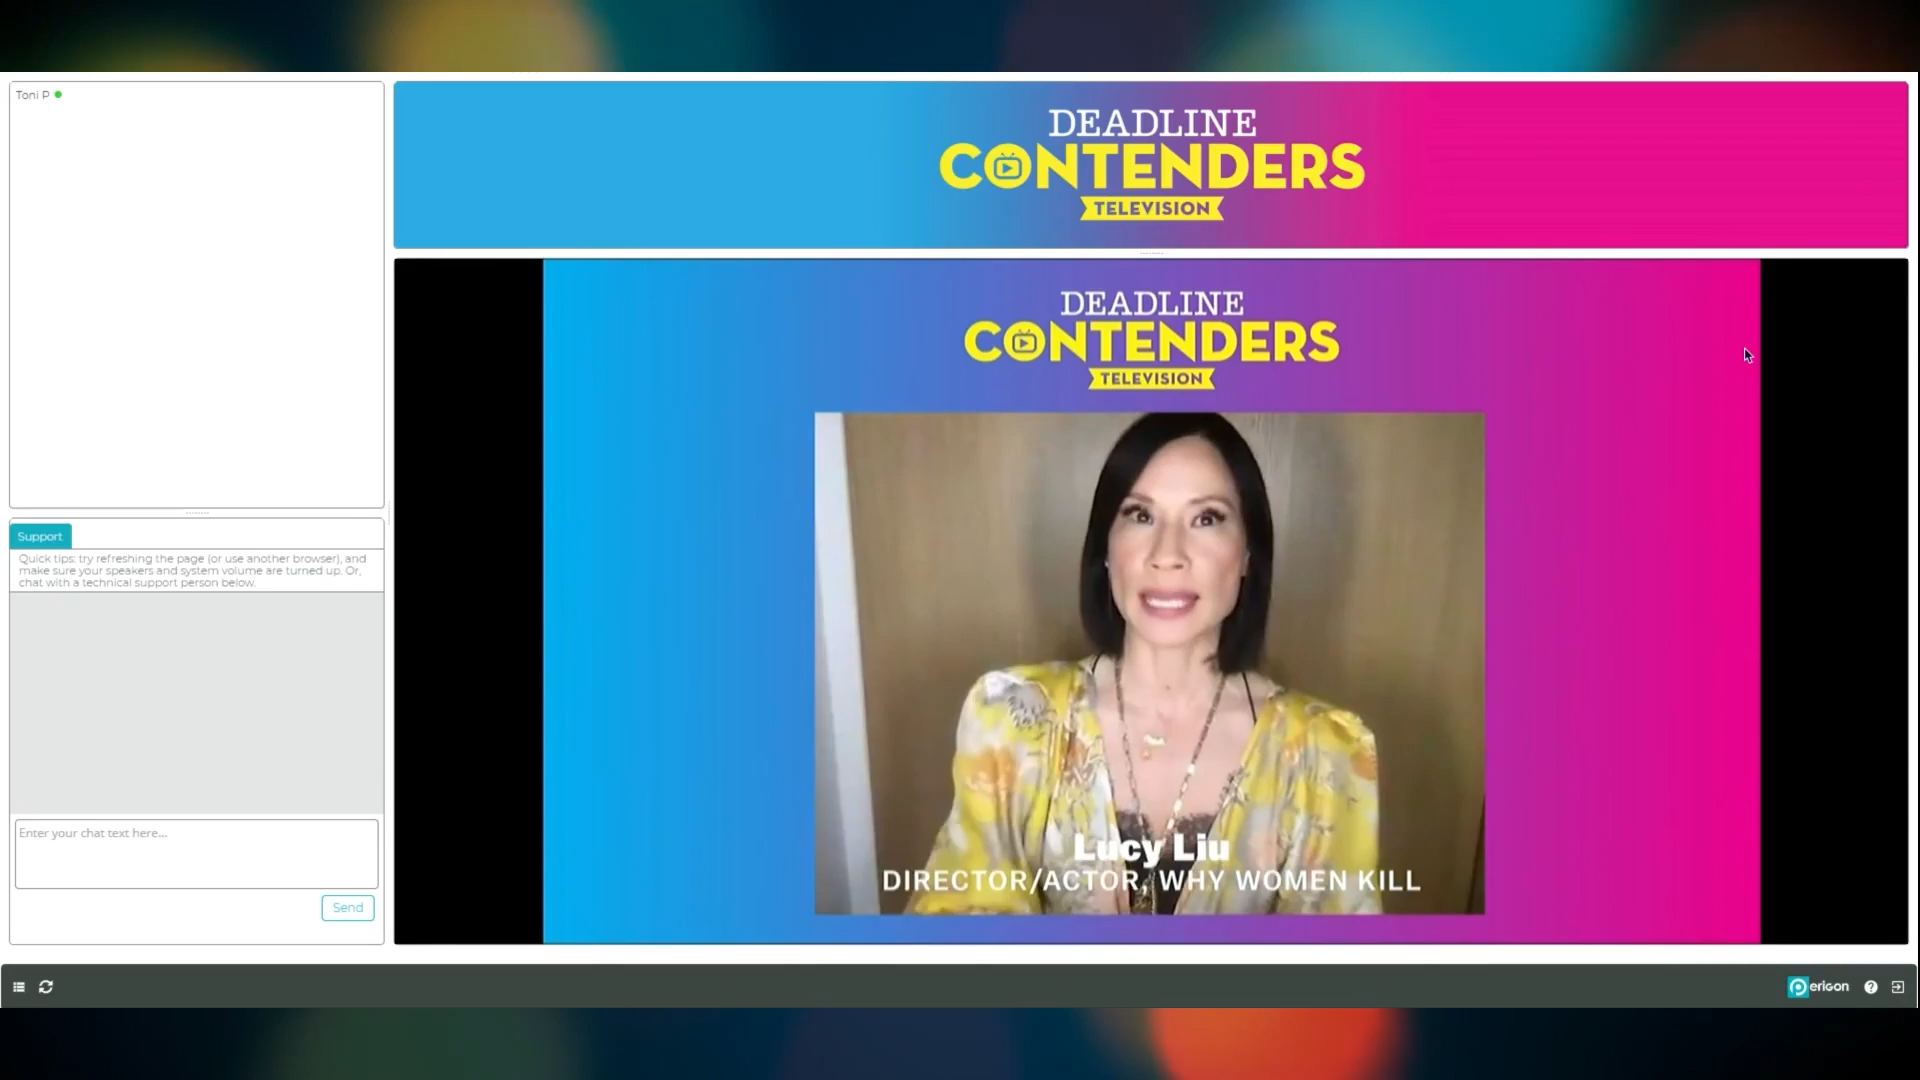 Toni P
DEADLINE
CONTENDERS
TELEVISION
DEADLINE
CONTENDERS
TELEVISION
Lucy Liu
DIRECTOR/ACTOR, WHY WOMEN KILL
Support
Quick tips: try refreshing the page (or use another browser), and
make sure your speakers and system volume are turned up. Or,
chat with a technical support person below.
Enter your chat text here...
Send
Perigon